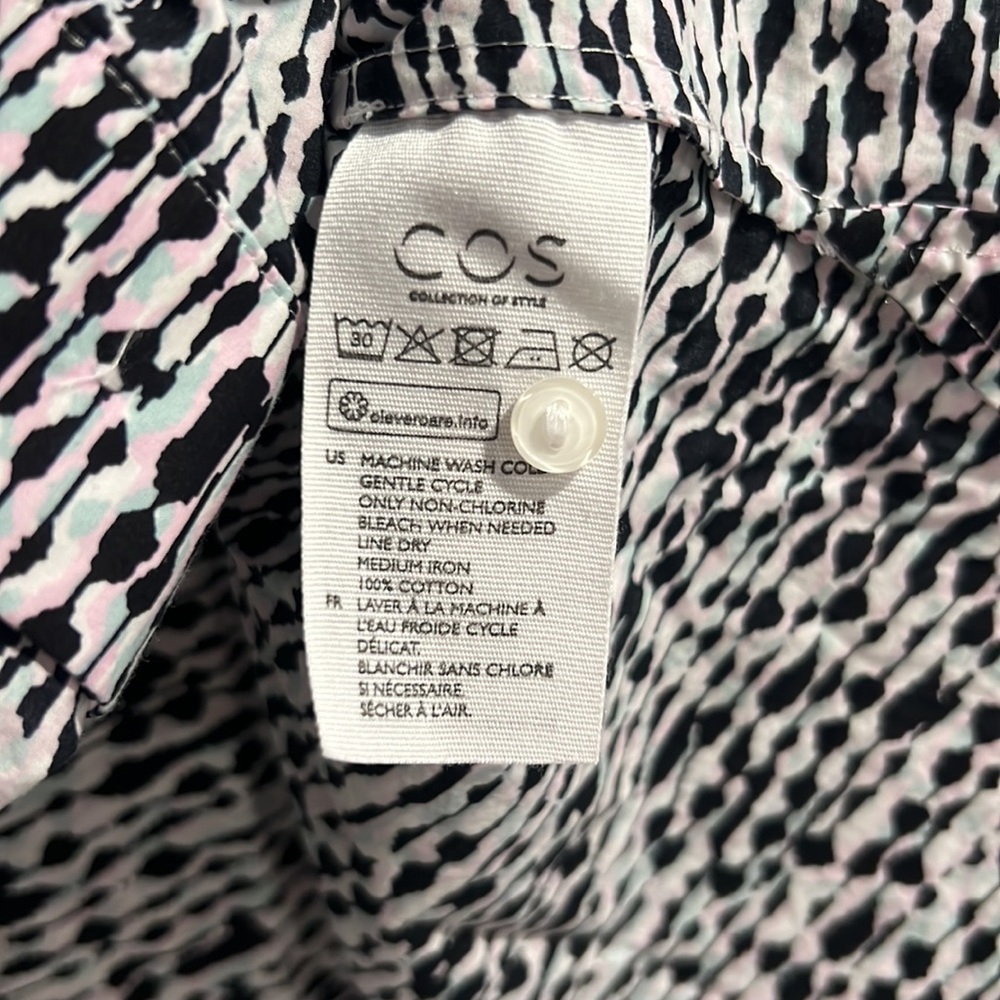 COS
COLLECTION OF STYLE
30
clevercare.info
US MACHINE WASH COLD
GENTLE CYCLE
ONLY NON-CHLORINE
BLEACH WHEN NEEDED
LINE DRY
MEDIUM IRON
100% COTTON
FR LAVER À LA MACHINE À
L'EAU FROIDE CYCLE
DÉLICAT.
BLANCHIR SANS CHLORE
SI NÉCESSAIRE.
SÉCHER À L'AIR.